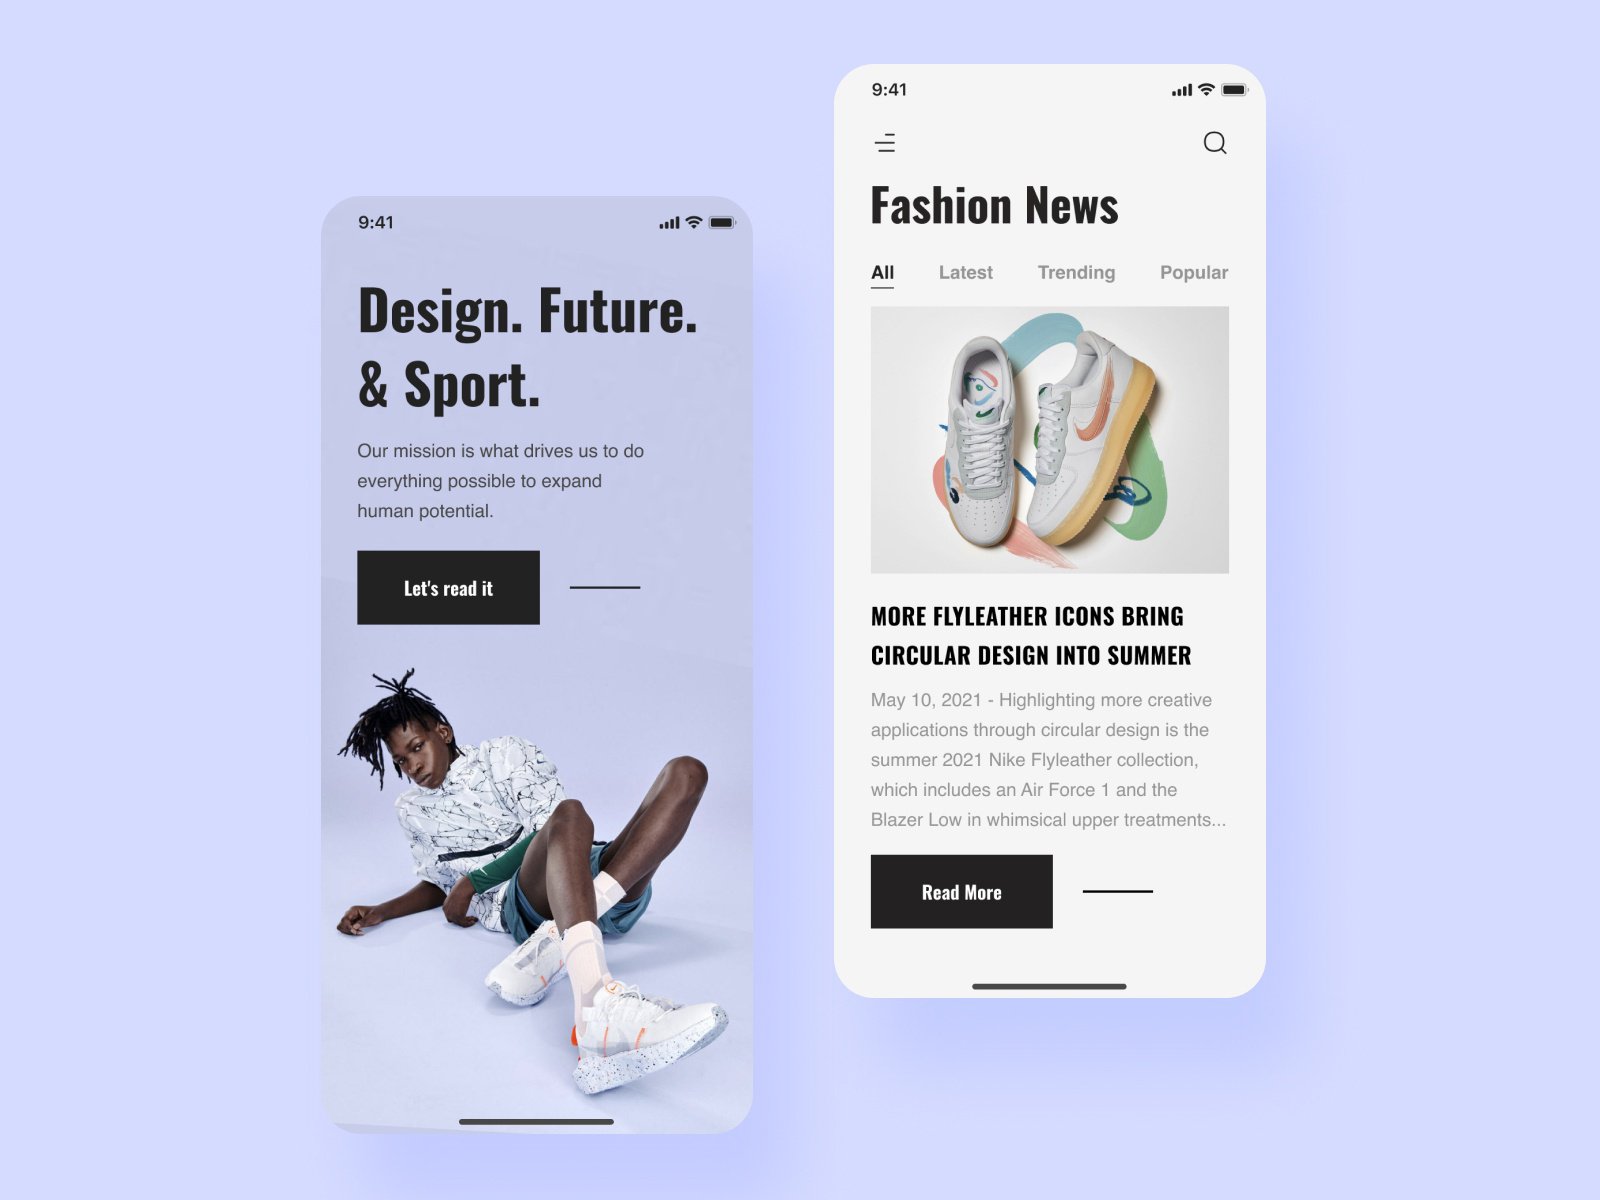 9:41
Design. Future.
& Sport.
Our mission is what drives us to do
everything possible to expand
human potential.
Let's read it
9:41
Fashion News
All Latest Trending Popular
MORE FLYLEATHER ICONS BRING
CIRCULAR DESIGN INTO SUMMER
May 10, 2021 - Highlighting more creative
applications through circular design is the
summer 2021 Nike Flyleather collection,
which includes an Air Force 1 and the
Blazer Low in whimsical upper treatments...
Read More